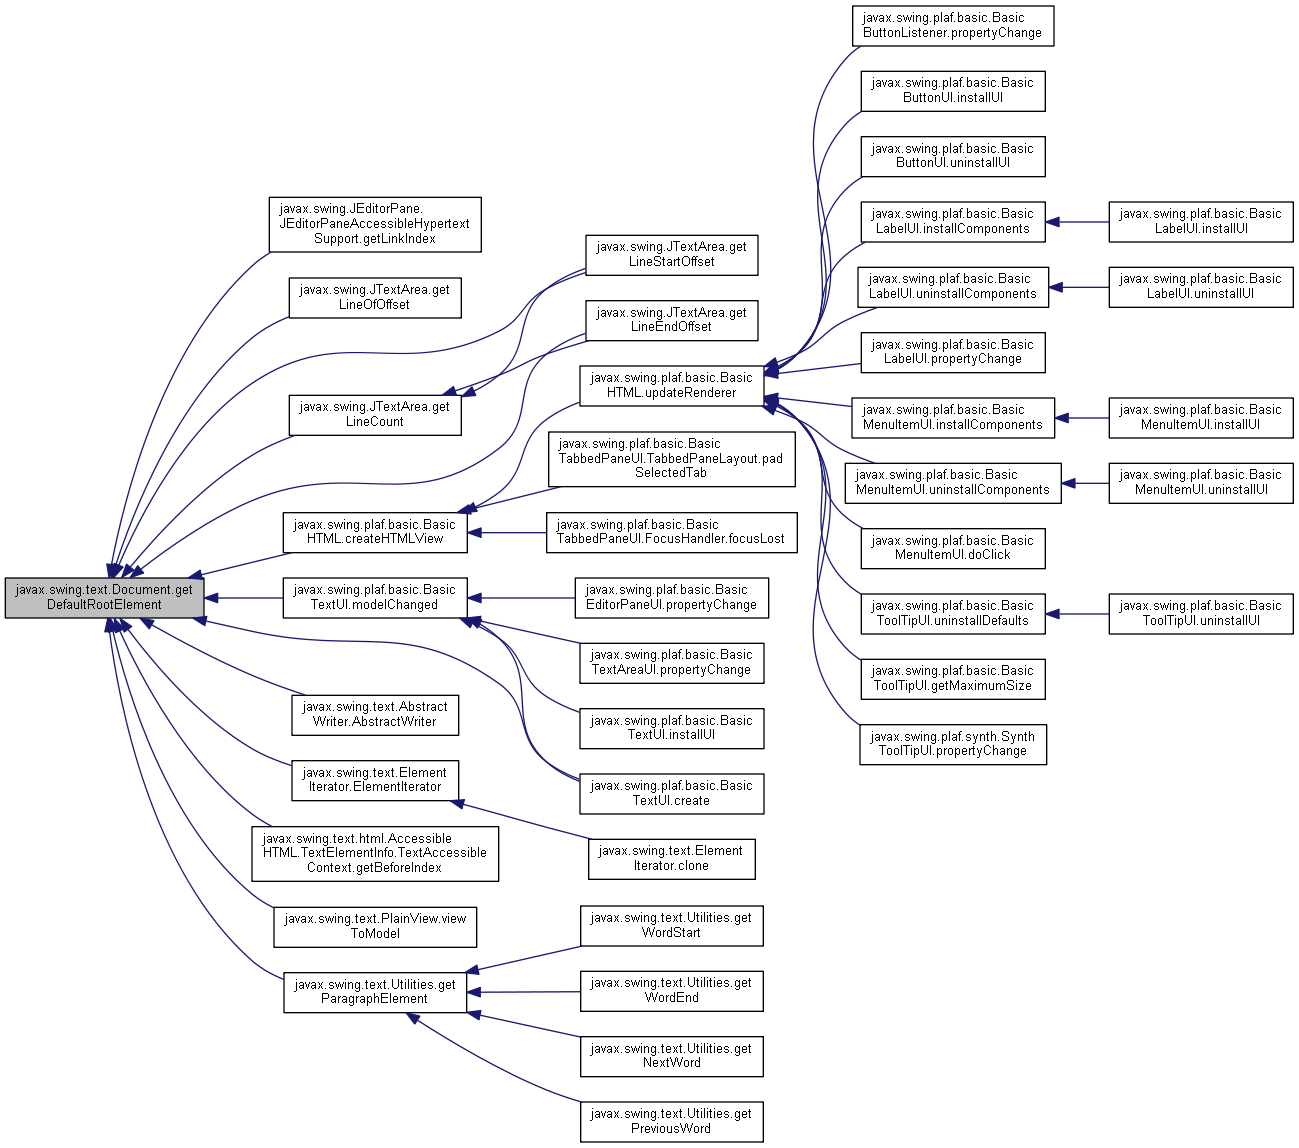 javax.swing.text.Document.get
DefaultRootElement
javax.swing.JEditorPane.
JEditorPaneAccessibleHypertext
Support.getLinkIndex
javax.swing.JTextArea.get
LineOfOffset
javax.swing.JTextArea.get
LineCount
javax.swing.plaf.basic.Basic
HTML.createHTMLView
javax.swing.plaf.basic.Basic
TextUI.modelChanged
javax.swing.text.Abstract
Writer.AbstractWriter
javax.swing.text.Element
Iterator.ElementIterator
javax.swing.text.html.Accessible
HTML.TextElementInfo.TextAccessible
Context.getBeforeIndex
javax.swing.text.PlainView.view
ToModel
javax.swing.text.Utilities.get
ParagraphElement
javax.swing.JTextArea.get
LineStartOffset
javax.swing.JTextArea.get
LineEndOffset
javax.swing.plaf.basic.Basic
HTML.updateRenderer
javax.swing.plaf.basic.Basic
TabbedPaneUI.TabbedPaneLayout.pad
SelectedTab
javax.swing.plaf.basic.Basic
TabbedPaneUI.FocusHandler.focusLost
javax.swing.plaf.basic.Basic
EditorPaneUI.propertyChange
javax.swing.plaf.basic.Basic
TextAreaUI.propertyChange
javax.swing.plaf.basic.Basic
TextUI.installUI
javax.swing.plaf.basic.Basic
TextUI.create
javax.swing.text.Element
Iterator.clone
javax.swing.text.Utilities.get
WordStart
javax.swing.text.Utilities.get
WordEnd
javax.swing.text.Utilities.get
NextWord
javax.swing.text.Utilities.get
PreviousWord
javax.swing.plaf.basic.Basic
ButtonListener.propertyChange
javax.swing.plaf.basic.Basic
ButtonUI.installUI
javax.swing.plaf.basic.Basic
ButtonUI.uninstallUI
javax.swing.plaf.basic.Basic
LabelUI.installComponents
javax.swing.plaf.basic.Basic
LabelUI.uninstallComponents
javax.swing.plaf.basic.Basic
LabelUI.propertyChange
javax.swing.plaf.basic.Basic
MenuItemUI.installComponents
javax.swing.plaf.basic.Basic
MenuItemUI.uninstallComponents
javax.swing.plaf.basic.Basic
MenuItemUI.doClick
javax.swing.plaf.basic.Basic
ToolTipUI.uninstallDefaults
javax.swing.plaf.basic.Basic
ToolTipUI.getMaximumSize
javax.swing.plaf.synth.Synth
ToolTipUI.propertyChange
javax.swing.plaf.basic.Basic
LabelUI.installUI
javax.swing.plaf.basic.Basic
LabelUI.uninstallUI
javax.swing.plaf.basic.Basic
MenuItemUI.installUI
javax.swing.plaf.basic.Basic
MenuItemUI.uninstallUI
javax.swing.plaf.basic.Basic
ToolTipUI.uninstallUI